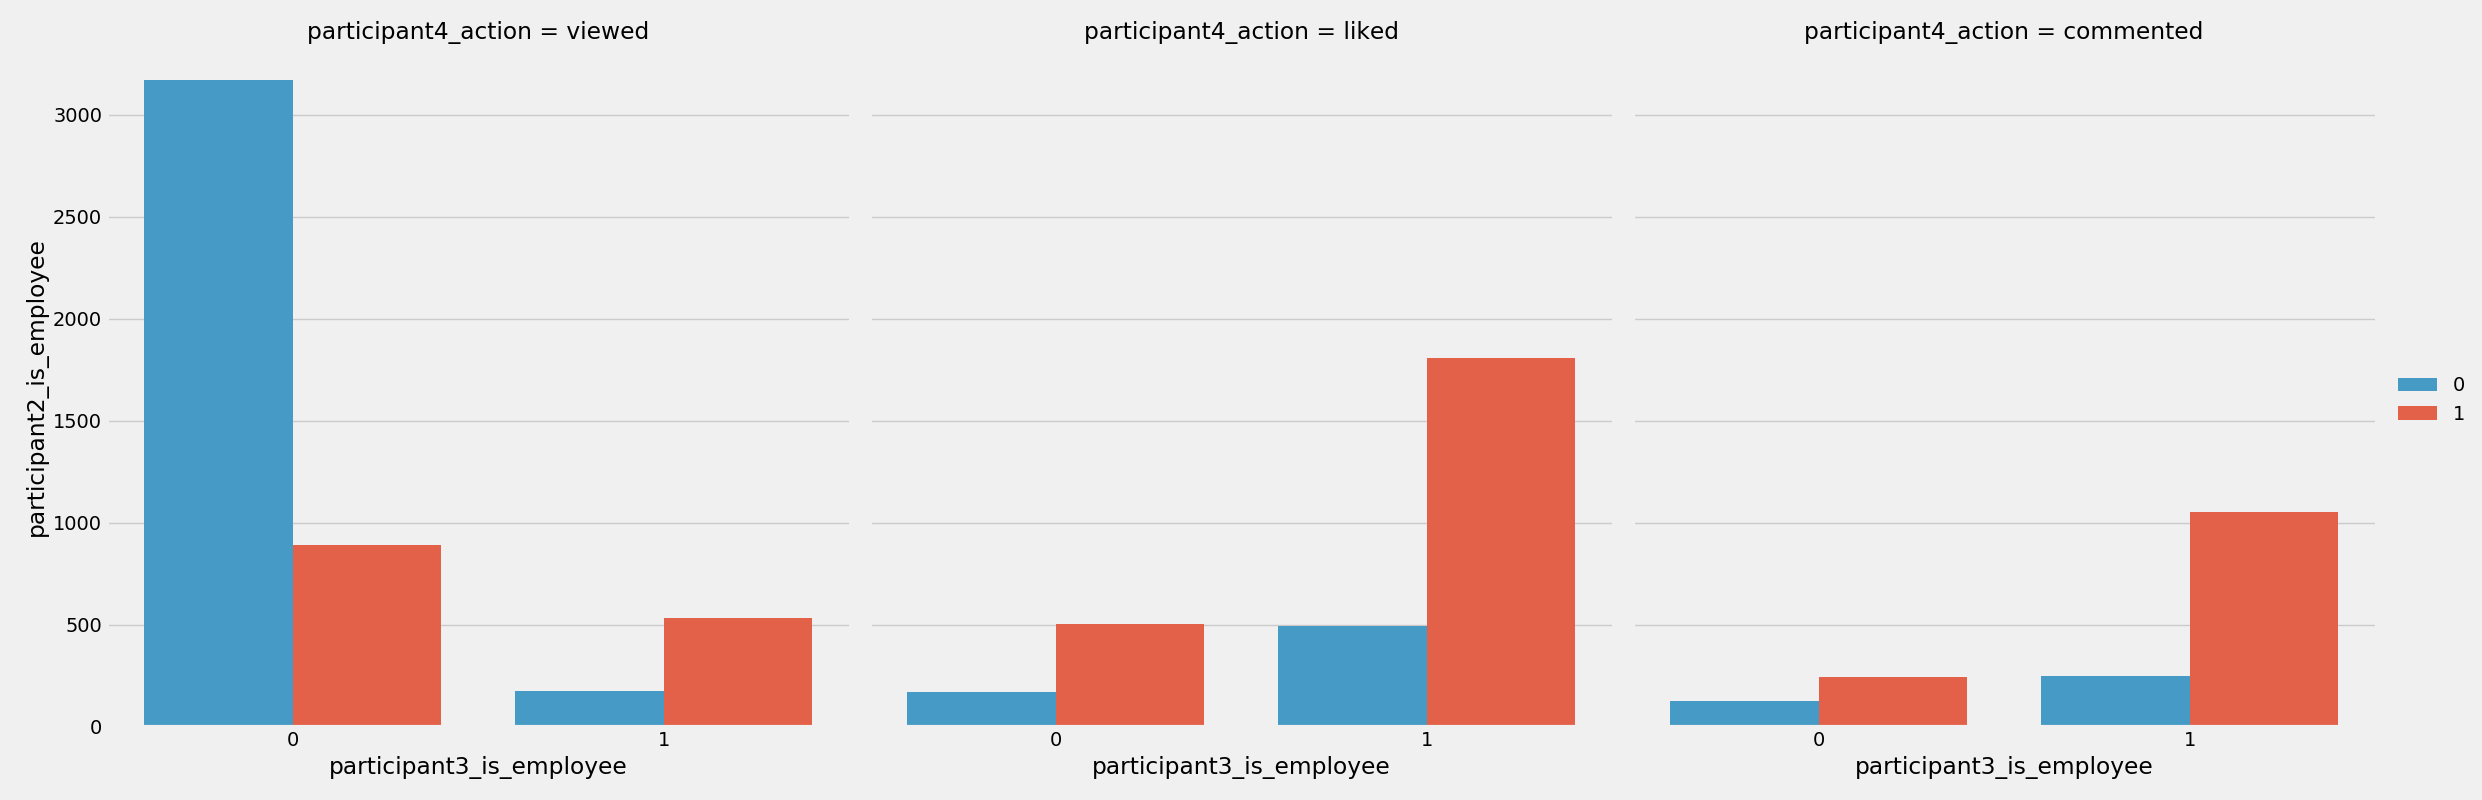 participant4_action = viewed
participant4_action = liked
participant4_action = commented
participant2_is_employee
3000
2500
2000
1500
1000
500
0
0
1
participant3_is_employee
0
1
participant3_is_employee
0
1
participant3_is_employee
0
1